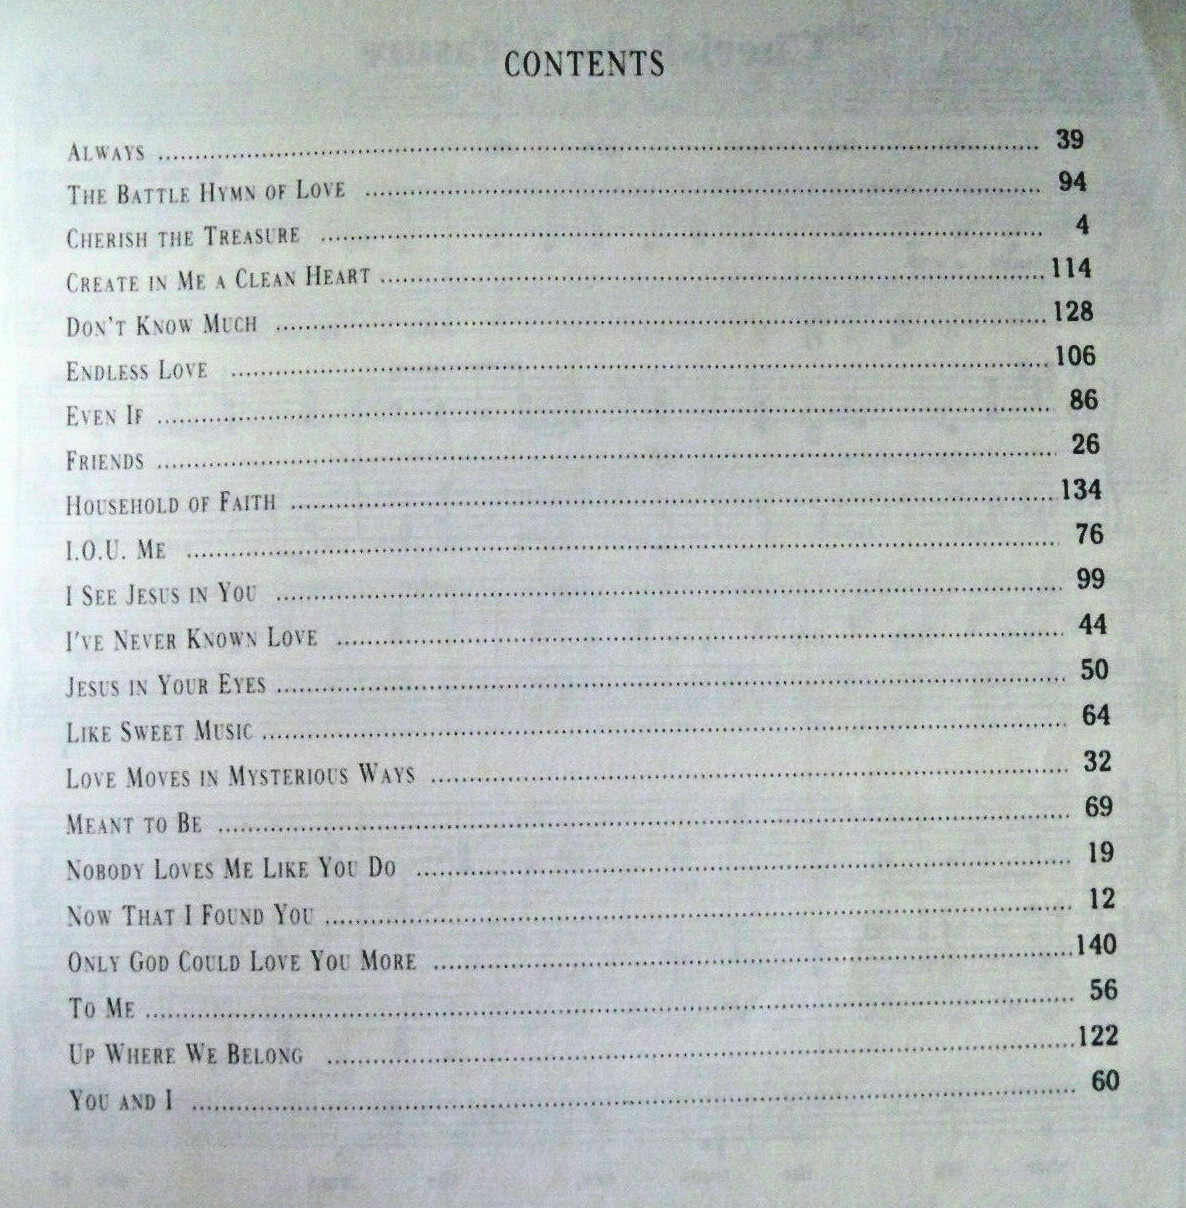 CONTENTS
ALWAYS ........ 39
THE BATTLE HYMN OF LOVE ........ 94
CHERISH THE TREASURE ........ 4
CREATE IN ME A CLEAN HEART ........ 114
DON'T KNOW MUCH ........ 128
ENDLESS LOVE ........ 106
EVEN IF ........ 86
FRIENDS ........ 26
HOUSEHOLD OF FAITH ........ 134
I.O.U. ME ........ 76
I SEE JESUS IN YOU ........ 99
I'VE NEVER KNOWN LOVE ........ 44
JESUS IN YOUR EYES ........ 50
LIKE SWEET MUSIC ........ 64
LOVE MOVES IN MYSTERIOUS WAYS ........ 32
MEANT TO BE ........ 69
NOBODY LOVES ME LIKE YOU DO ........ 19
NOW THAT I FOUND YOU ........ 12
ONLY GOD COULD LOVE YOU MORE ........ 140
TO ME ........ 56
UP WHERE WE BELONG ........ 122
YOU AND I ........ 60